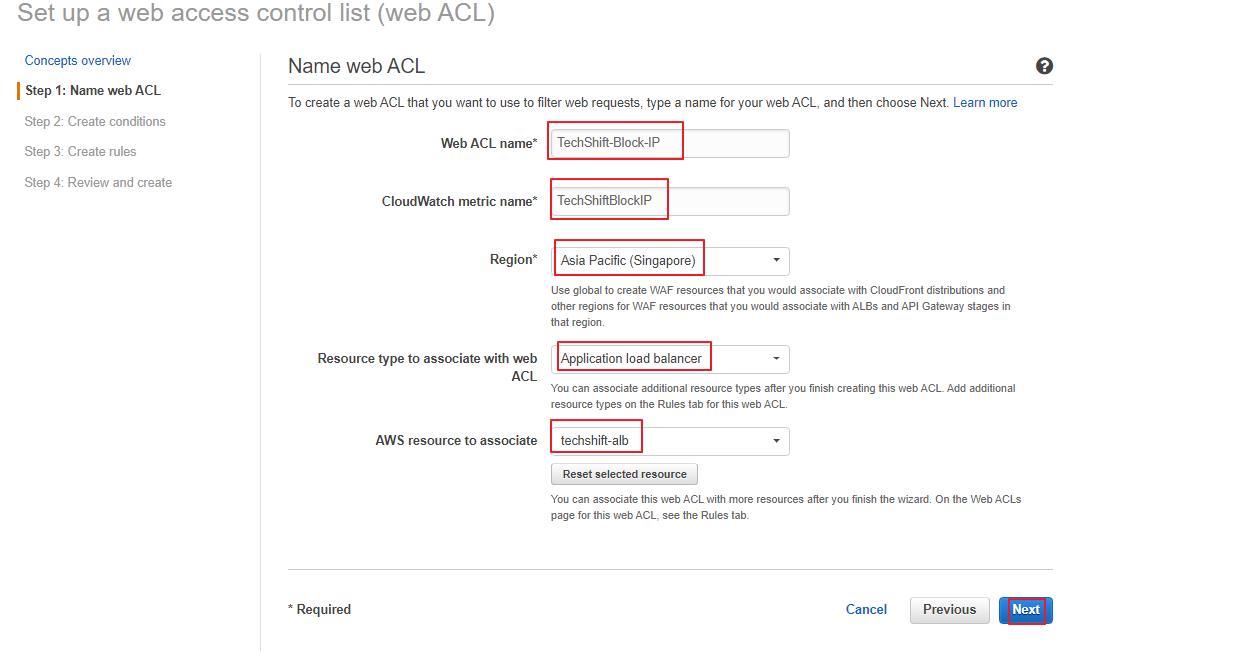 Set up a web access control list (web ACL)
Concepts overview
Step 1: Name web ACL
Step 2: Create conditions
Step 3: Create rules
Step 4: Review and create
Name web ACL
?
To create a web ACL that you want to use to filter web requests, type a name for your web ACL, and then choose Next. Learn more
Web ACL name*
TechShift-Block-IP
CloudWatch metric name*
TechShiftBlockIP
Region*
Asia Pacific (Singapore)
Use global to create WAF resources that you would associate with CloudFront distributions and
other regions for WAF resources that you would associate with ALBs and API Gateway stages in
that region.
Resource type to associate with web
ACL
Application load balancer
You can associate additional resource types after you finish creating this web ACL. Add additional
resource types on the Rules tab for this web ACL.
AWS resource to associate
techshift-alb
Reset selected resource
You can associate this web ACL with more resources after you finish the wizard. On the Web ACLs
page for this web ACL, see the Rules tab.
* Required
Cancel
Previous
Next